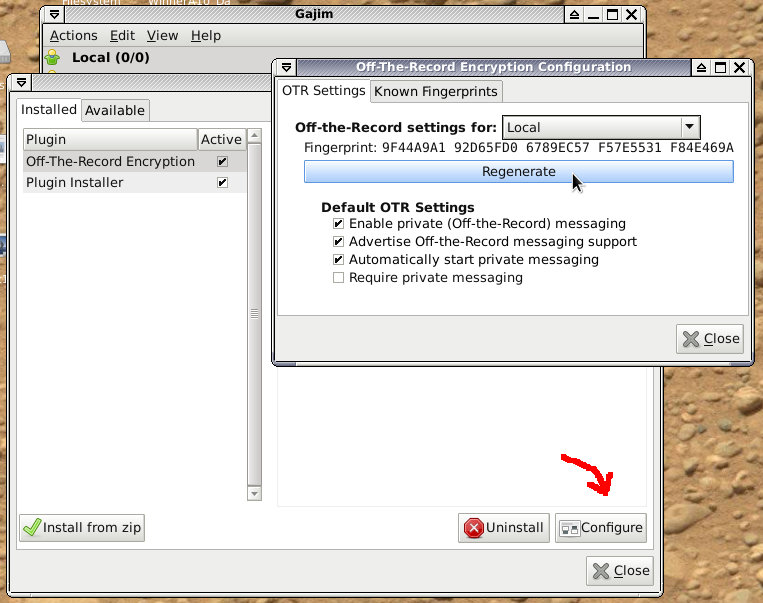 Gajim
Actions Edit View Help
Local (0/0)
Off-The-Record Encryption Configuration
OTR Settings Known Fingerprints
Off-the-Record settings for: Local
Fingerprint: 9F44A9A1 92D65FD0 6789EC57 F57E5531 F84E469A
Regenerate
Default OTR Settings
Enable private (Off-the-Record) messaging
Advertise Off-the-Record messaging support
Automatically start private messaging
Require private messaging
Close
Installed Available
Plugin Active
Off-The-Record Encryption
Plugin Installer
Install from zip Uninstall Configure
Close